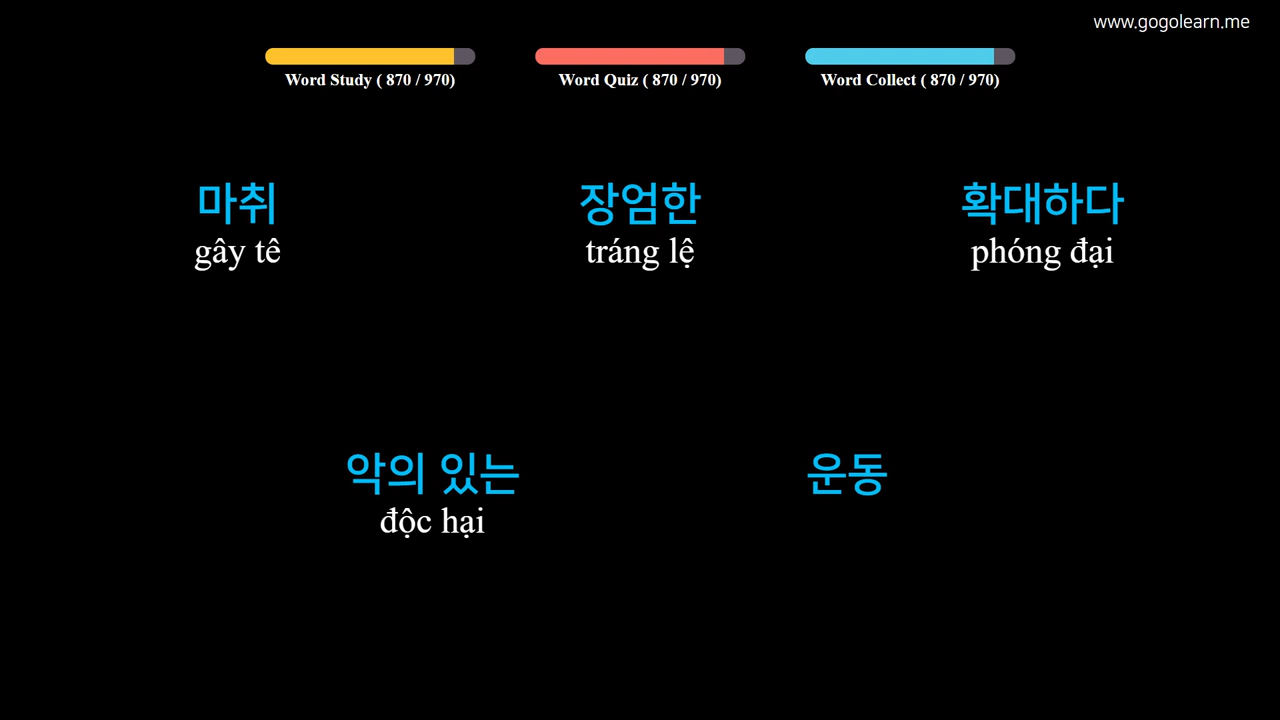 www.gogolearn.me
Word Study ( 870 / 970)
Word Quiz ( 870 / 970)
Word Collect ( 870 / 970)
마취
gây tê
장엄한
tráng lệ
확대하다
phóng đại
악의 있는
độc hại
운동